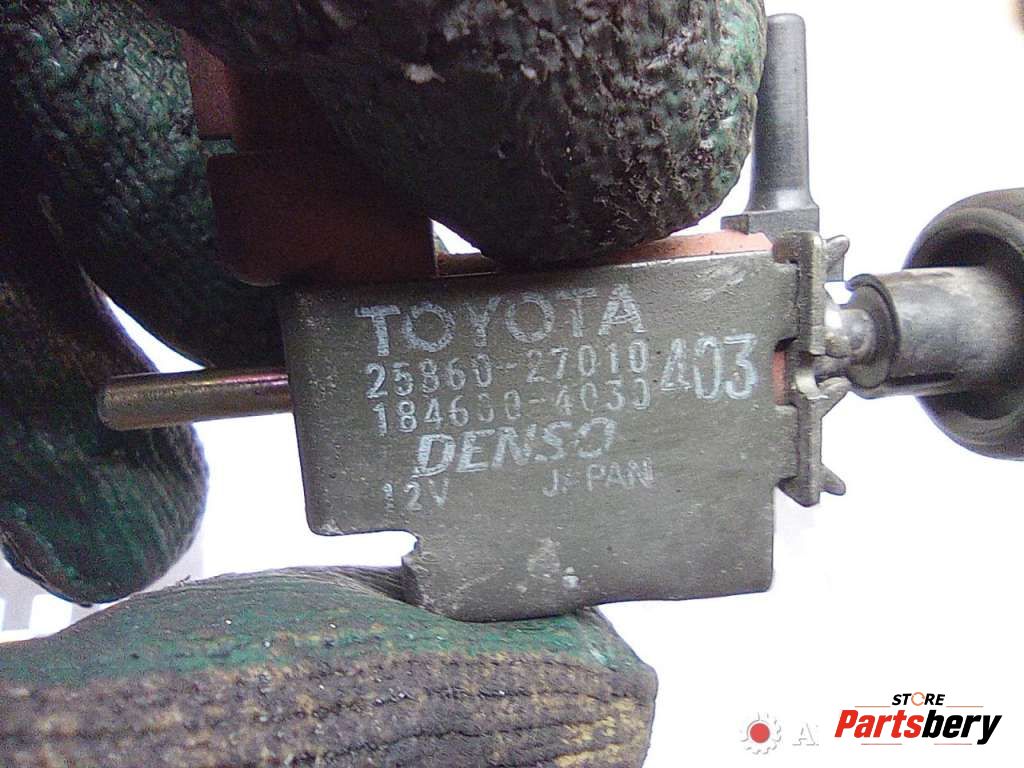 TOYOTA
25860-27010
184600-4030 403
DENSO
12V JAPAN
STORE
Partsbery